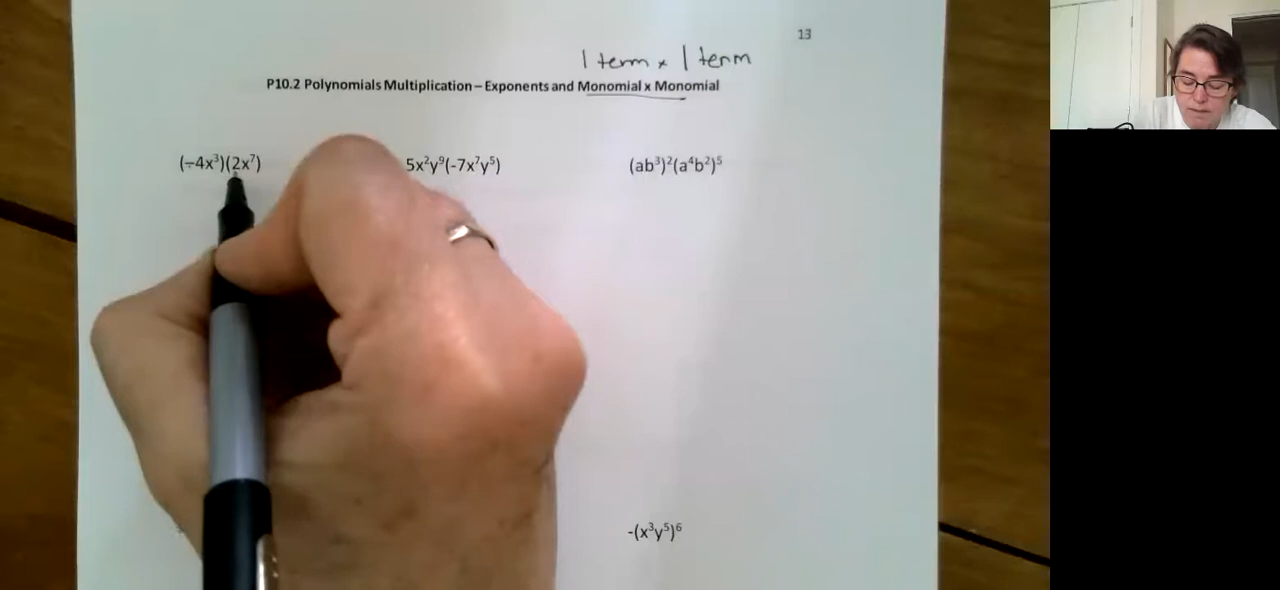 13
1 term x 1 term
P10.2 Polynomials Multiplication – Exponents and Monomial x Monomial
(-4x³)(2x⁷) 5x²y⁹(-7x⁷y⁵) (ab³)²(a⁴b²)⁵
-(x³y⁵)⁶